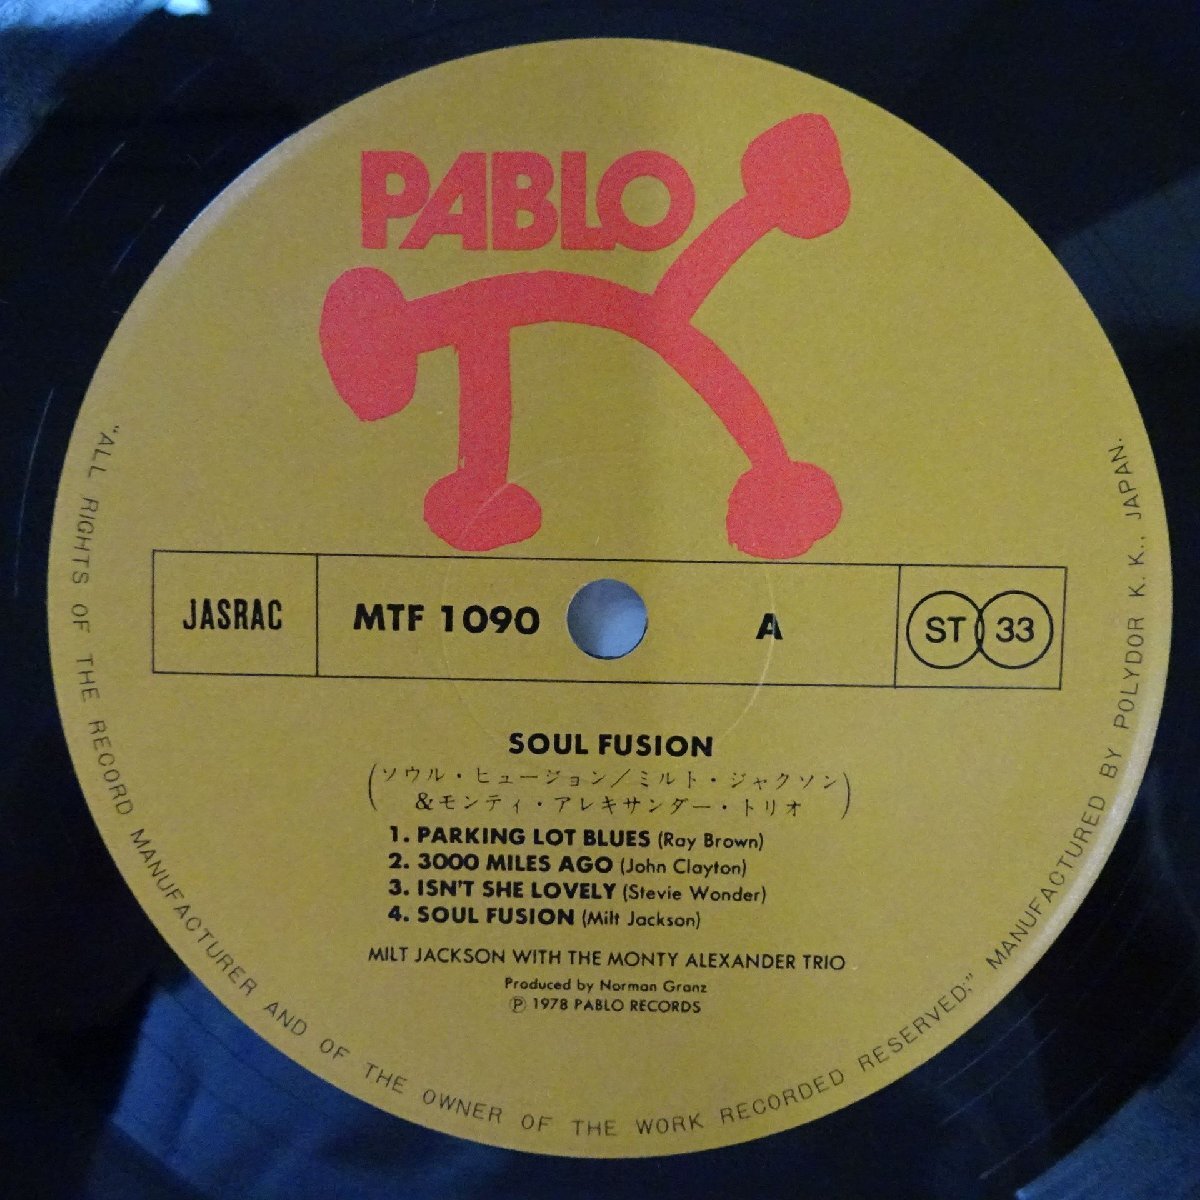 PABLO
JASRAC
MTF 1090
A
ST 33
SOUL FUSION
(ソウル・ヒュージョン/ミルト・ジャクソン
&モンティ・アレキサンダー・トリオ)
1. PARKING LOT BLUES (Ray Brown)
2. 3000 MILES AGO (John Clayton)
3. ISN'T SHE LOVELY (Stevie Wonder)
4. SOUL FUSION (Milt Jackson)
MILT JACKSON WITH THE MONTY ALEXANDER TRIO
Produced by Norman Granz
Ⓟ 1978 PABLO RECORDS
"ALL RIGHTS OF THE RECORD MANUFACTURER AND OF THE OWNER OF THE WORK RECORDED RESERVED;" MANUFACTURED BY POLYDOR K.K., JAPAN.